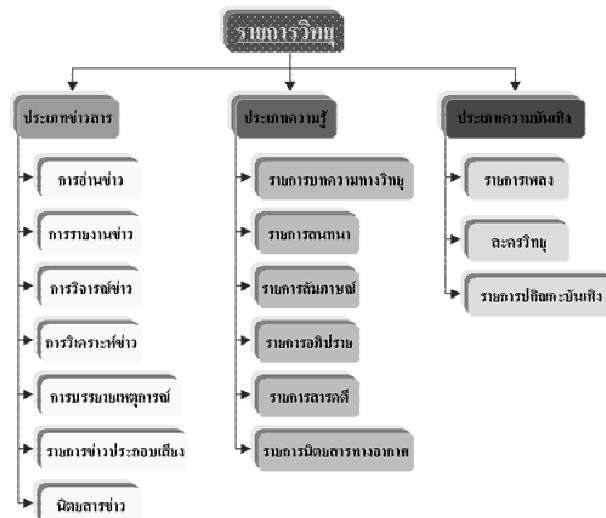 รายการวิทยุ
ประเภทข่าวสาร
ประเภทความรู้
ประเภทความบันเทิง
การอ่านข่าว
การรายงานข่าว
การวิจารณ์ข่าว
การวิเคราะห์ข่าว
การบรรยายเหตุการณ์
รายการข่าวประกอบเสียง
นิตยสารข่าว
รายการบทความทางวิทยุ
รายการสนทนา
รายการสัมภาษณ์
รายการอภิปราย
รายการสารคดี
รายการนิตยสารทางอากาศ
รายการเพลง
ละครวิทยุ
รายการปกิณกะบันเทิง